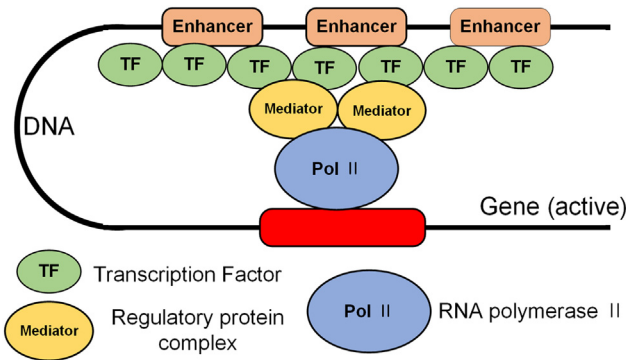 Enhancer Enhancer Enhancer
TF TF TF TF TF TF TF
Mediator Mediator
DNA
Pol II
Gene (active)
TF Transcription Factor
Mediator Regulatory protein
complex
Pol II RNA polymerase II